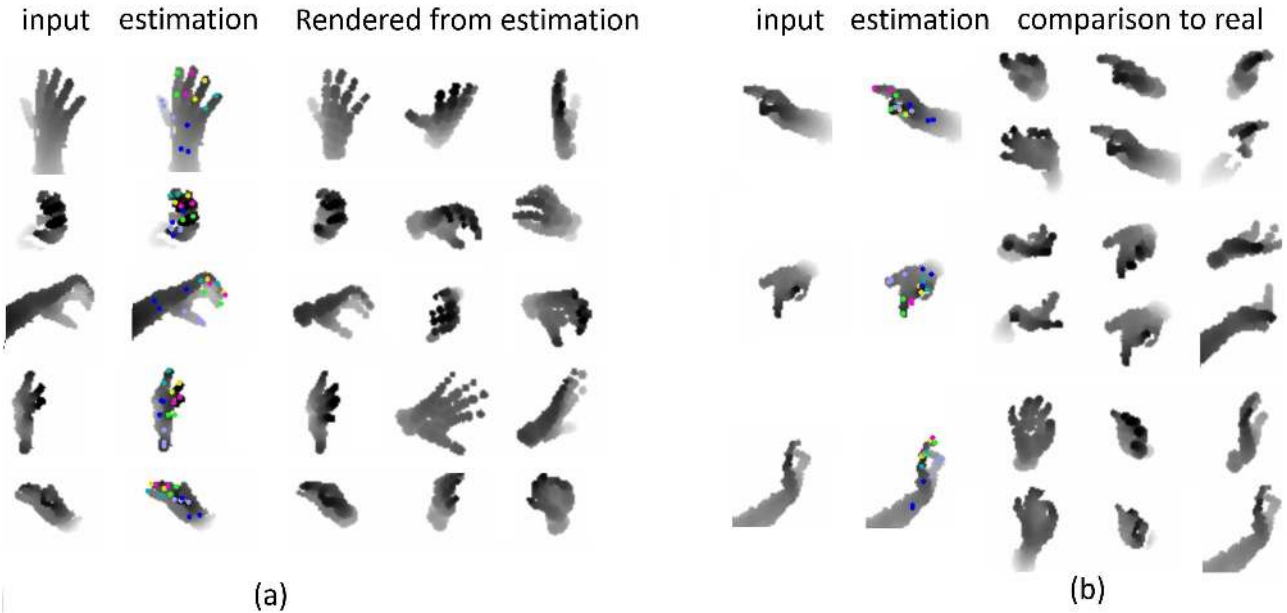 input estimation Rendered from estimation
input estimation comparison to real
(a)
(b)